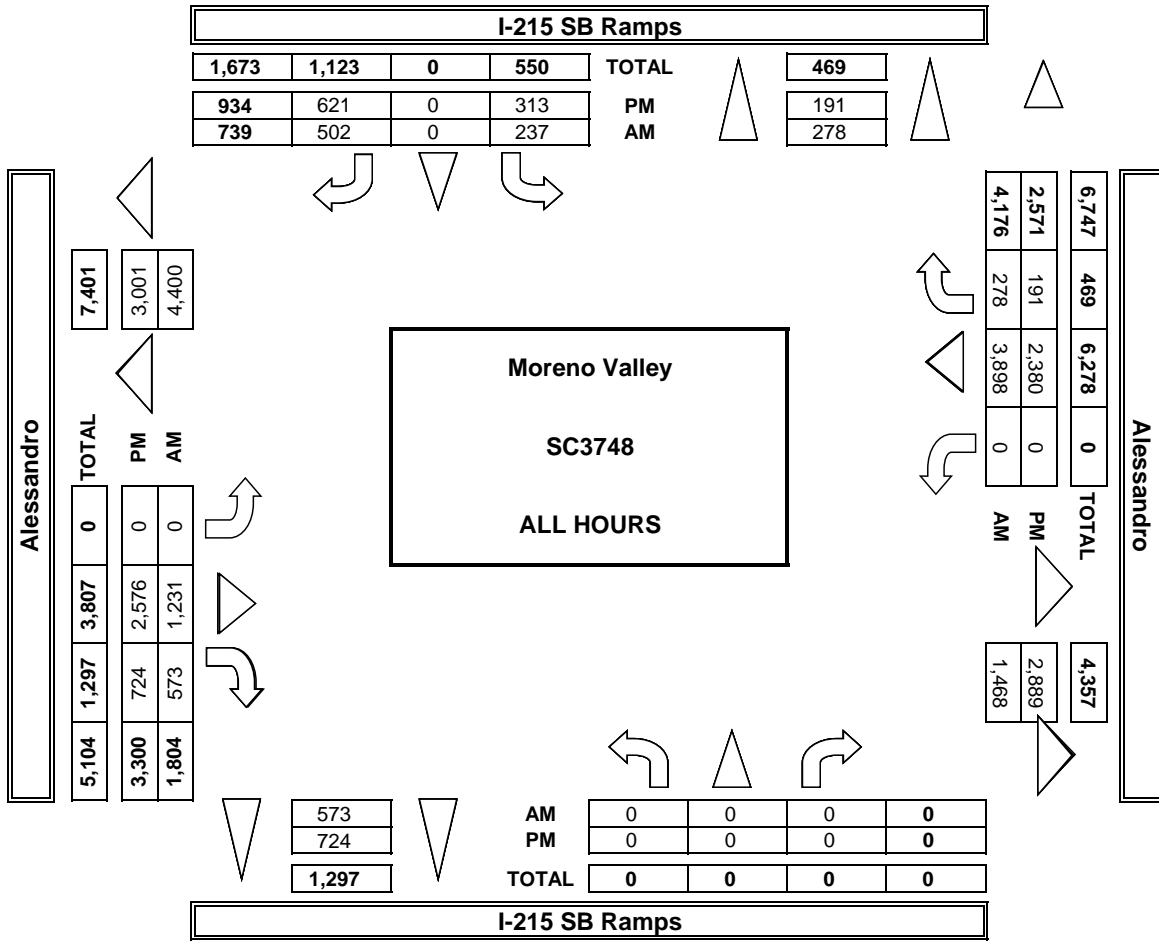 I-215 SB Ramps
1,673 1,123 0 550 TOTAL 469
934 621 0 313 PM 191
739 502 0 237 AM 278
Alessandro
7,401
3,001
4,400
TOTAL
PM
AM
0 3,807 1,297 5,104
0 2,576 724 3,300
0 1,231 573 1,804
Moreno Valley
SC3748
ALL HOURS
6,747 469 6,278 0 TOTAL
2,571 191 2,380 0 PM
4,176 278 3,898 0 AM
4,357
2,889
1,468
Alessandro
573 AM 0 0 0 0
724 PM 0 0 0 0
1,297 TOTAL 0 0 0 0
I-215 SB Ramps